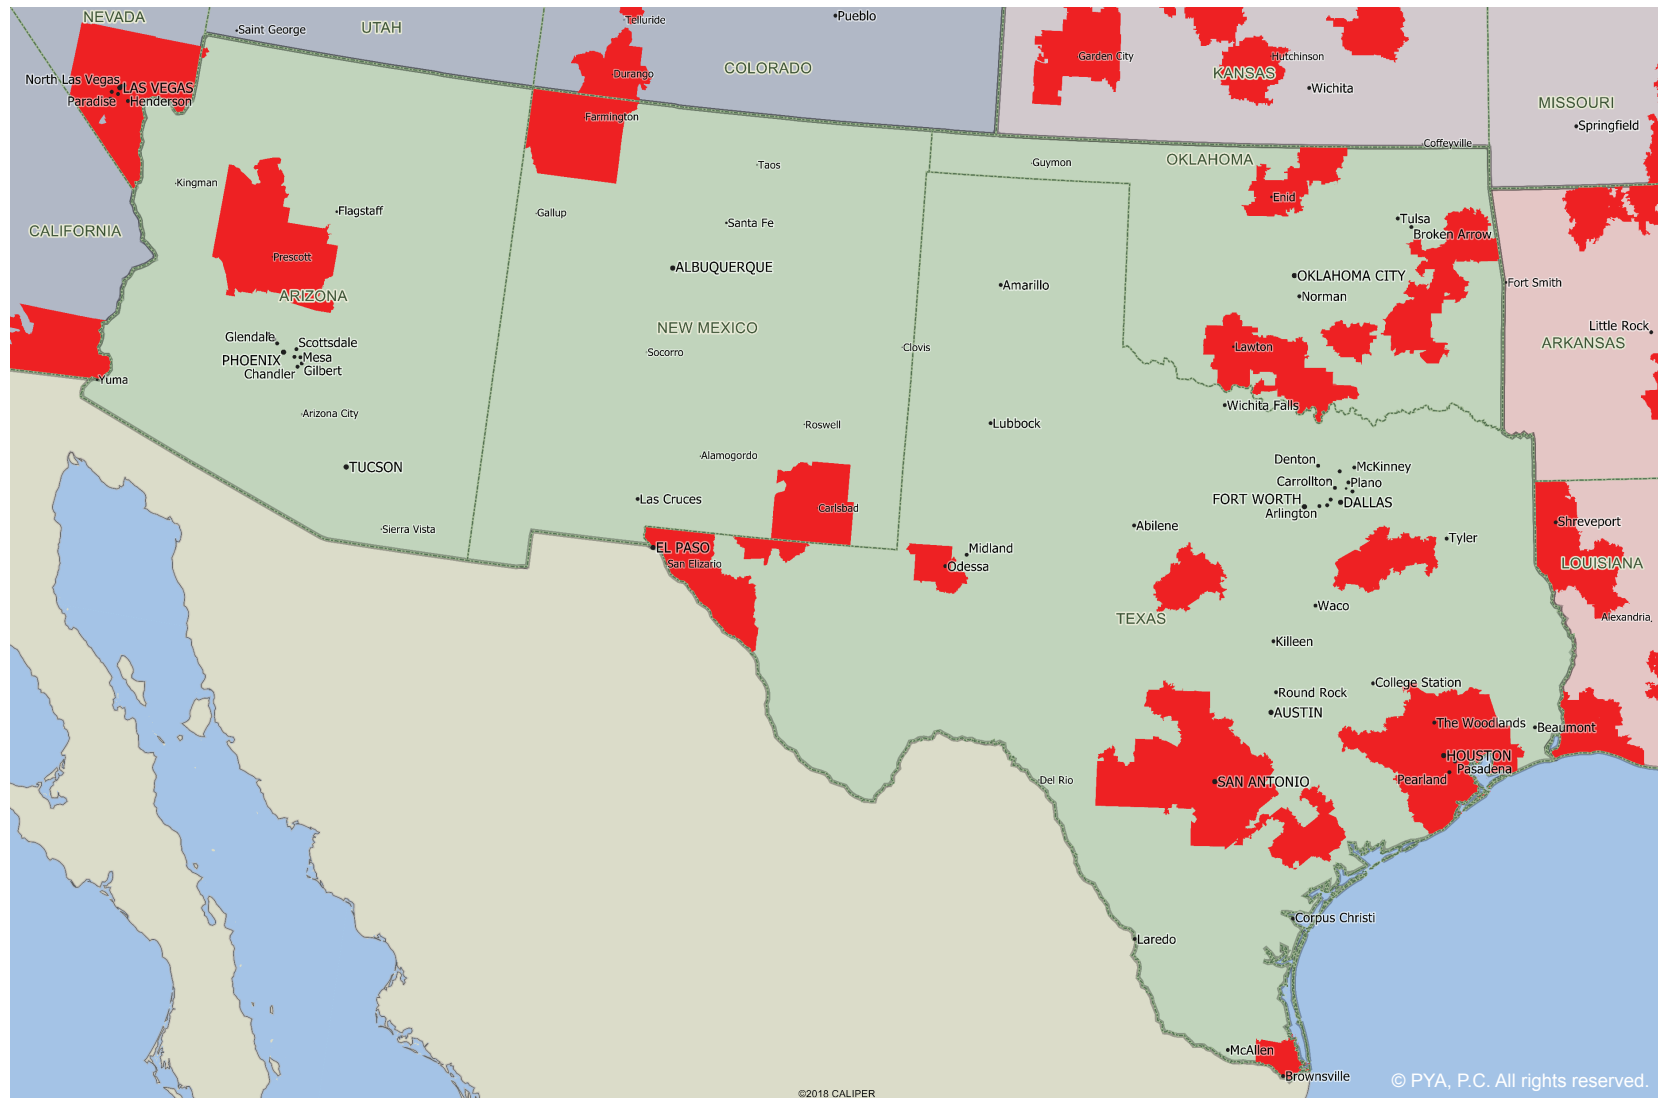 NEVADA
UTAH
Saint George
Telluride
Pueblo
COLORADO
Garden City
Hutchinson
KANSAS
Wichita
MISSOURI
Springfield
North Las Vegas
LAS VEGAS
Paradise
Henderson
Durango
Farmington
Coffeyville
Taos
Guymon
OKLAHOMA
Kingman
Flagstaff
Gallup
Santa Fe
Enid
Tulsa
Broken Arrow
CALIFORNIA
Prescott
ALBUQUERQUE
Amarillo
OKLAHOMA CITY
Norman
Fort Smith
ARIZONA
NEW MEXICO
Little Rock
ARKANSAS
Glendale
Scottsdale
PHOENIX
Mesa
Chandler
Gilbert
Socorro
Clovis
Lawton
Yuma
Arizona City
Roswell
Lubbock
Wichita Falls
TUCSON
Alamogordo
Denton
McKinney
Carrollton
Plano
Las Cruces
Carlsbad
FORT WORTH
DALLAS
Arlington
Sierra Vista
Abilene
Shreveport
EL PASO
San Elizario
Midland
Odessa
Tyler
LOUISIANA
Waco
TEXAS
Alexandria
Killeen
College Station
Round Rock
AUSTIN
The Woodlands
Beaumont
HOUSTON
Pasadena
Pearland
Del Rio
SAN ANTONIO
Corpus Christi
Laredo
McAllen
Brownsville
©2018 CALIPER
© PYA, P.C. All rights reserved.